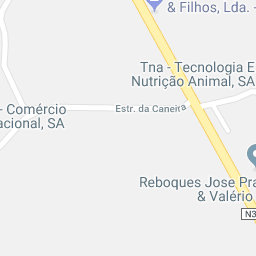 & Filhos, Lda.
Tna - Tecnologia E
Nutrição Animal, SA
- Comércio
acional, SA
Estr. da Caneira
Reboques Jose Pra
& Valério
N3